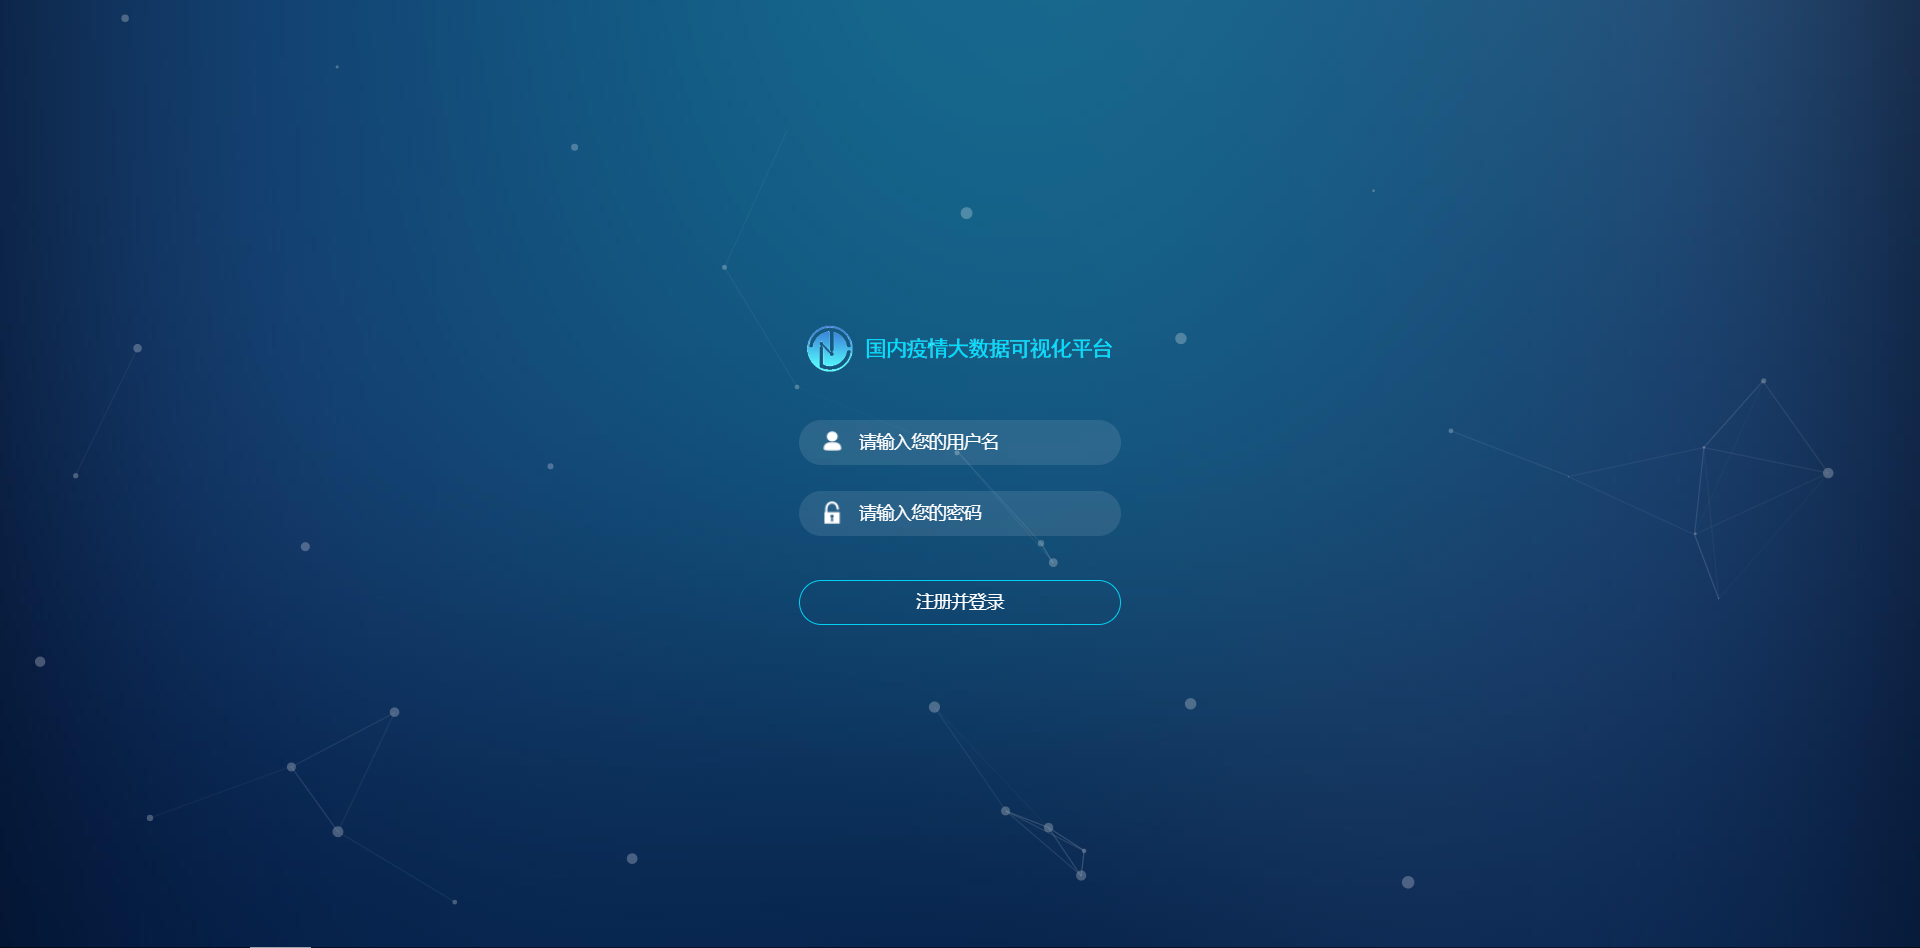 国内疫情大数据可视化平台
请输入您的用户名
请输入您的密码
注册并登录